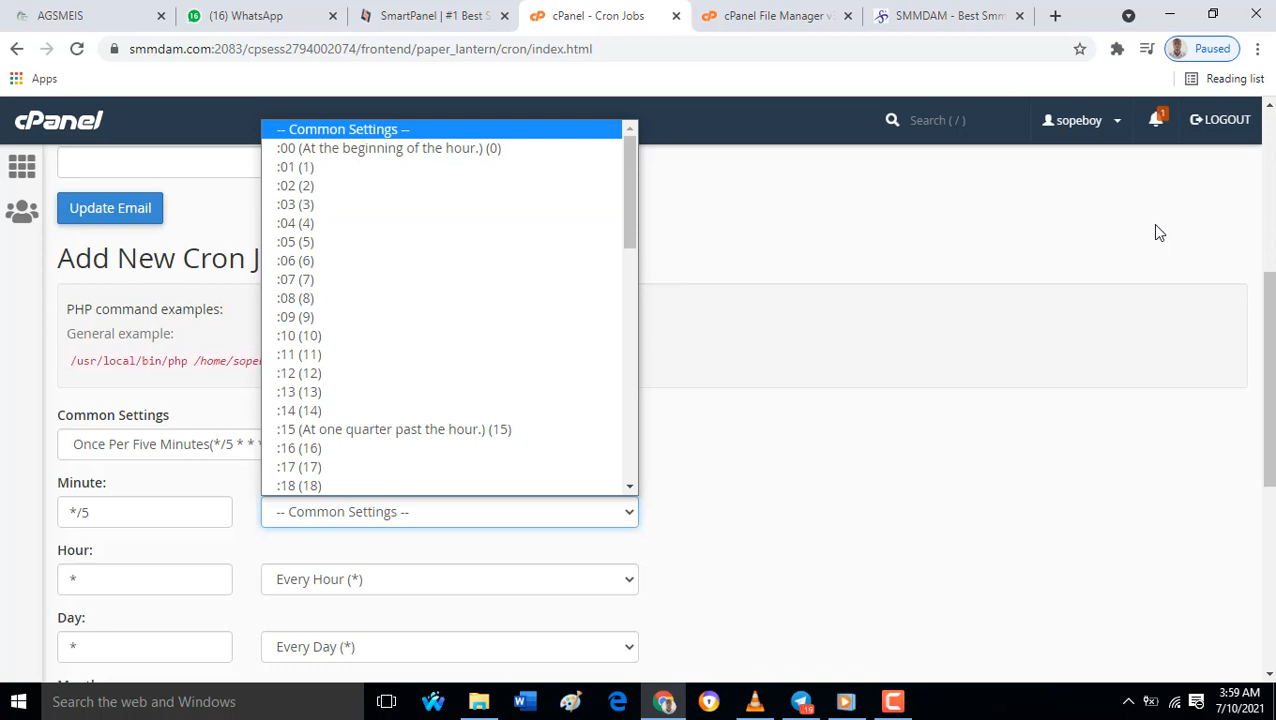 AGSMEIS
(16) WhatsApp
SmartPanel | #1 Best S
cPanel - Cron Jobs
cPanel File Manager v
SMMDAM - Best Smm
smmdam.com:2083/cpsess2794002074/frontend/paper_lantern/cron/index.html
Paused
Apps
Reading list
cPanel
Search ( / )
sopeboy
1
LOGOUT
-- Common Settings --
:00 (At the beginning of the hour.) (0)
:01 (1)
:02 (2)
:03 (3)
:04 (4)
:05 (5)
:06 (6)
:07 (7)
:08 (8)
:09 (9)
:10 (10)
:11 (11)
:12 (12)
:13 (13)
:14 (14)
:15 (At one quarter past the hour.) (15)
:16 (16)
:17 (17)
:18 (18)
Update Email
Add New Cron J
PHP command examples:
General example:
/usr/local/bin/php /home/sope
Common Settings
Once Per Five Minutes(*/5 * *
Minute:
*/5
-- Common Settings --
Hour:
*
Every Hour (*)
Day:
*
Every Day (*)
Search the web and Windows
19
3:59 AM
7/10/2021